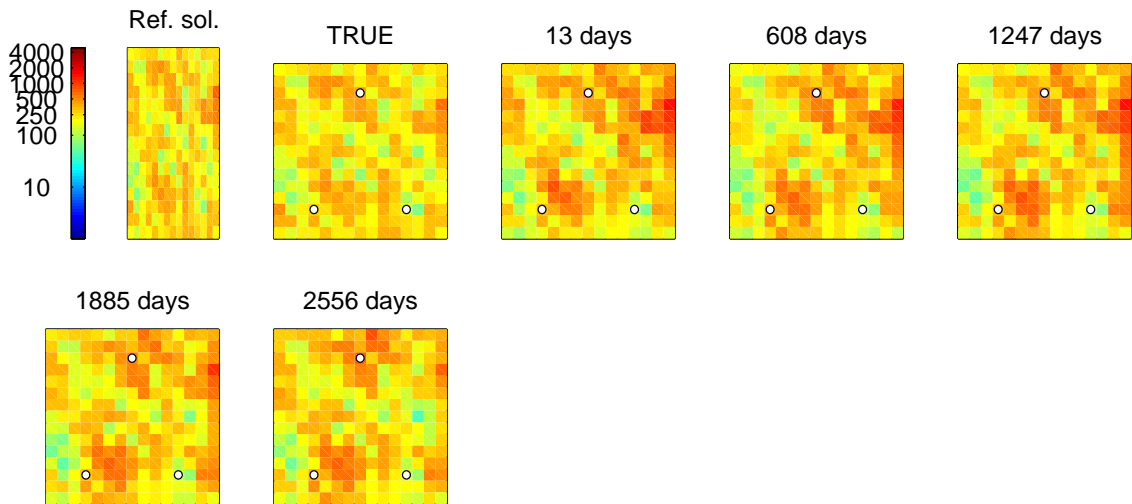 Ref. sol.
TRUE
13 days
608 days
1247 days
4000
2000
1000
500
250
100
10
1885 days
2556 days